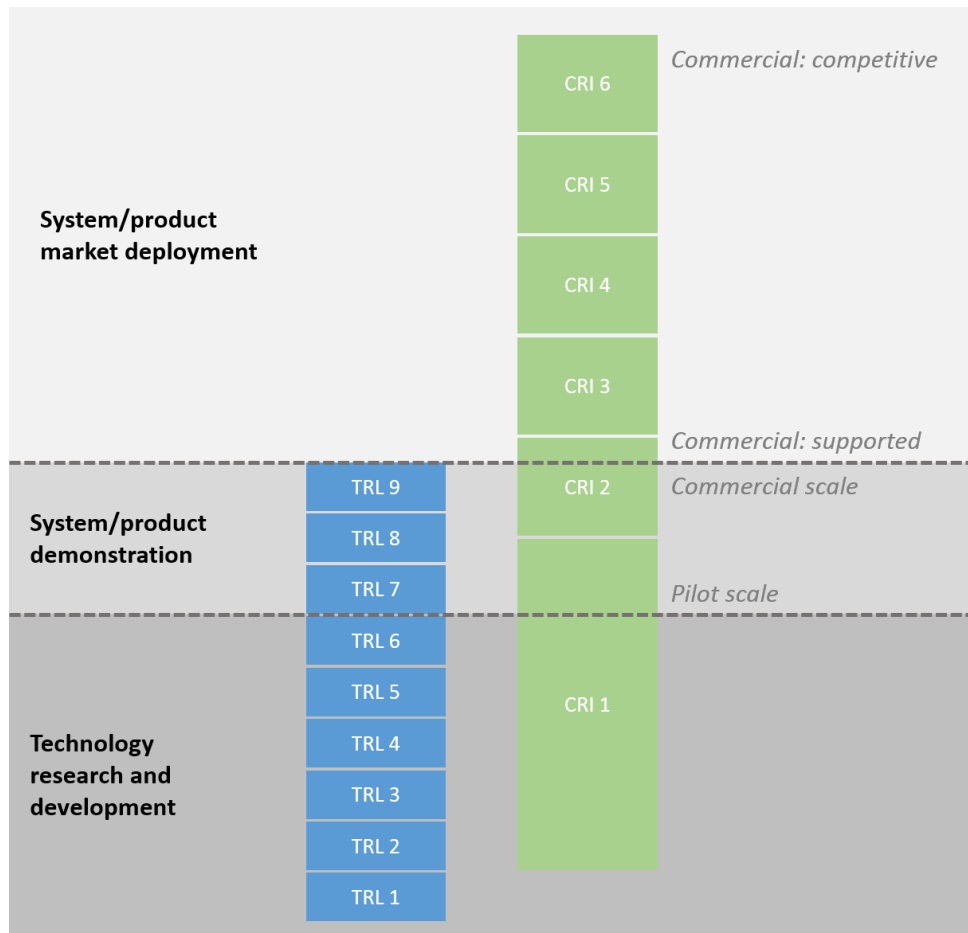 Commercial: competitive
CRI 6
CRI 5
System/product
market deployment
CRI 4
CRI 3
Commercial: supported
TRL 9
CRI 2
Commercial scale
System/product
demonstration
TRL 8
TRL 7
Pilot scale
TRL 6
TRL 5
CRI 1
Technology
research and
development
TRL 4
TRL 3
TRL 2
TRL 1